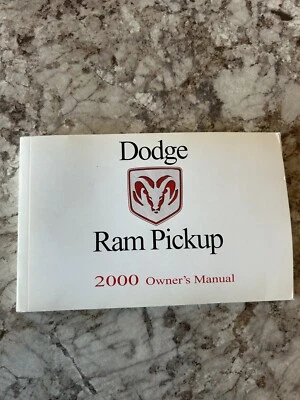 Dodge
Ram Pickup
2000 Owner's Manual